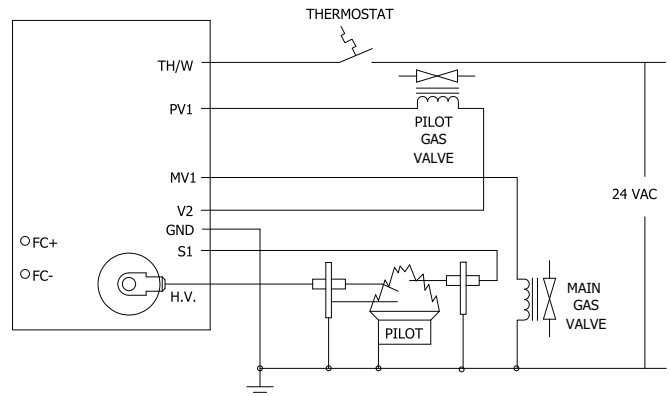 THERMOSTAT
TH/W
PV1
PILOT
GAS
VALVE
MV1
24 VAC
V2
GND
FC+
S1
FC-
H.V.
MAIN
GAS
VALVE
PILOT